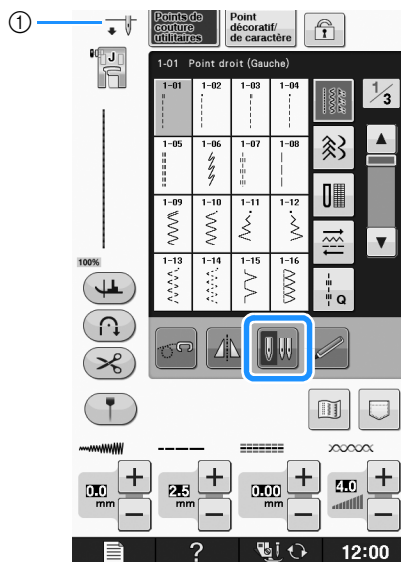 ①
Points de
couture
utilitaires
Point
décoratif/
de caractère
J
1-01 Point droit (Gauche)
1/3
1-01 1-02 1-03 1-04
1-05 1-06 1-07 1-08
1-09 1-10 1-11 1-12
1-13 1-14 1-15 1-16
Q
100%
0.0 mm
2.5 mm
0.00 mm
4.0
?
12:00